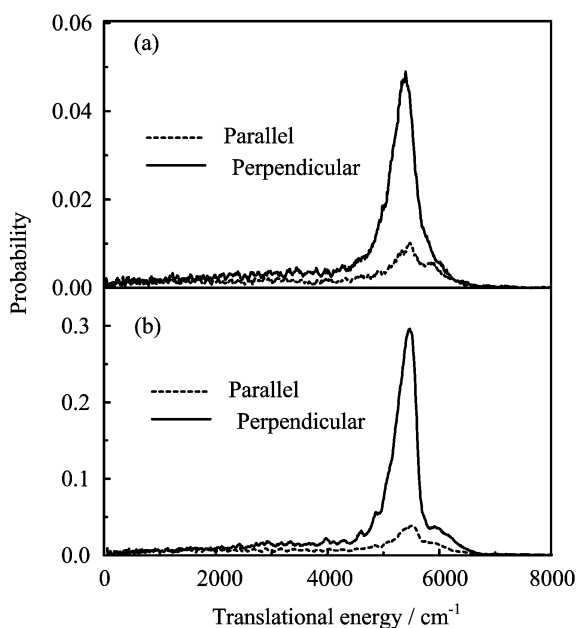 0.06
(a)
0.04
Parallel
Perpendicular
0.02
0.00
Probability
0.3
(b)
Parallel
0.2
Perpendicular
0.1
0.0
0 2000 4000 6000 8000
Translational energy / cm⁻¹